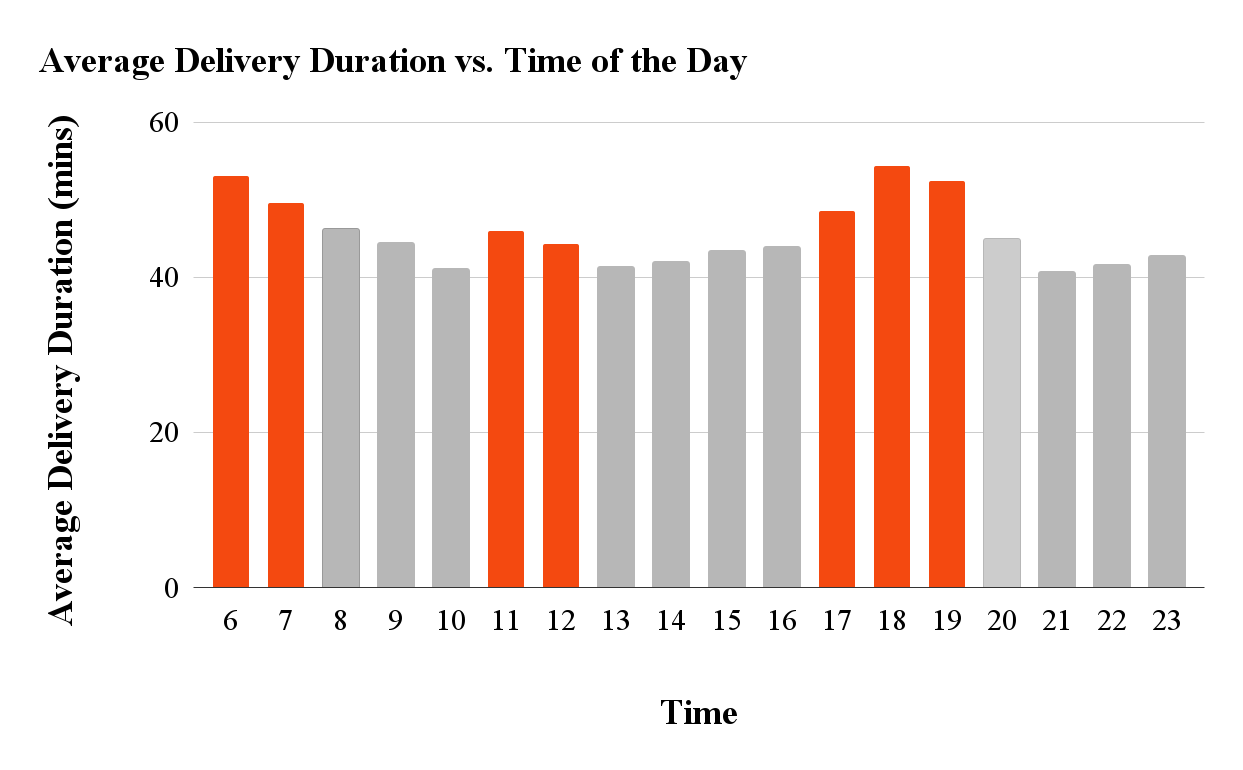 Average Delivery Duration vs. Time of the Day
Average Delivery Duration (mins)
60
40
20
0
6 7 8 9 10 11 12 13 14 15 16 17 18 19 20 21 22 23
Time